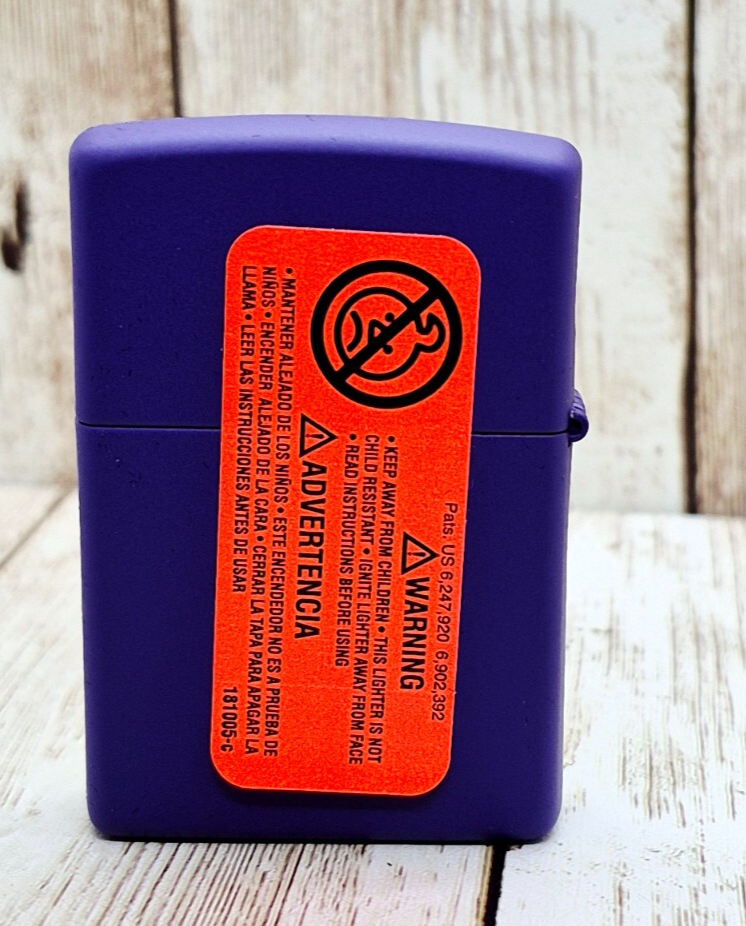 Pats. US 6,247,920 6,902,392
⚠WARNING
• KEEP AWAY FROM CHILDREN • THIS LIGHTER IS NOT
CHILD RESISTANT • IGNITE LIGHTER AWAY FROM FACE
• READ INSTRUCTIONS BEFORE USING
⚠ADVERTENCIA
• MANTENER ALEJADO DE LOS NIÑOS • ESTE ENCENDEDOR NO ES A PRUEBA DE
NIÑOS • ENCENDER ALEJADO DE LA CARA • CERRAR LA TAPA PARA APAGAR LA
LLAMA • LEER LAS INSTRUCCIONES ANTES DE USAR
181005-C